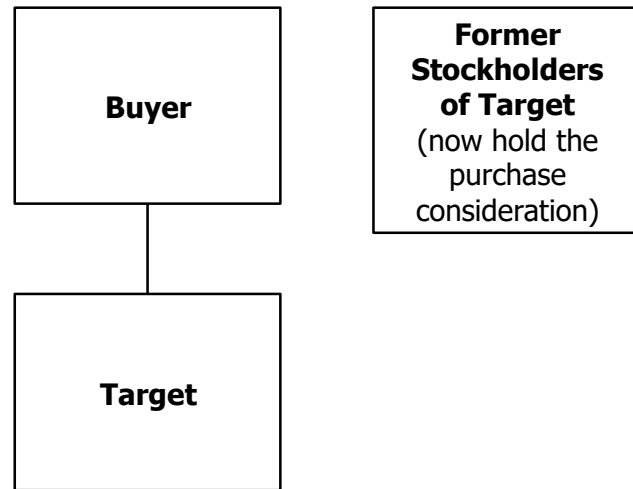 Buyer
Former
Stockholders
of Target
(now hold the
purchase
consideration)
Target